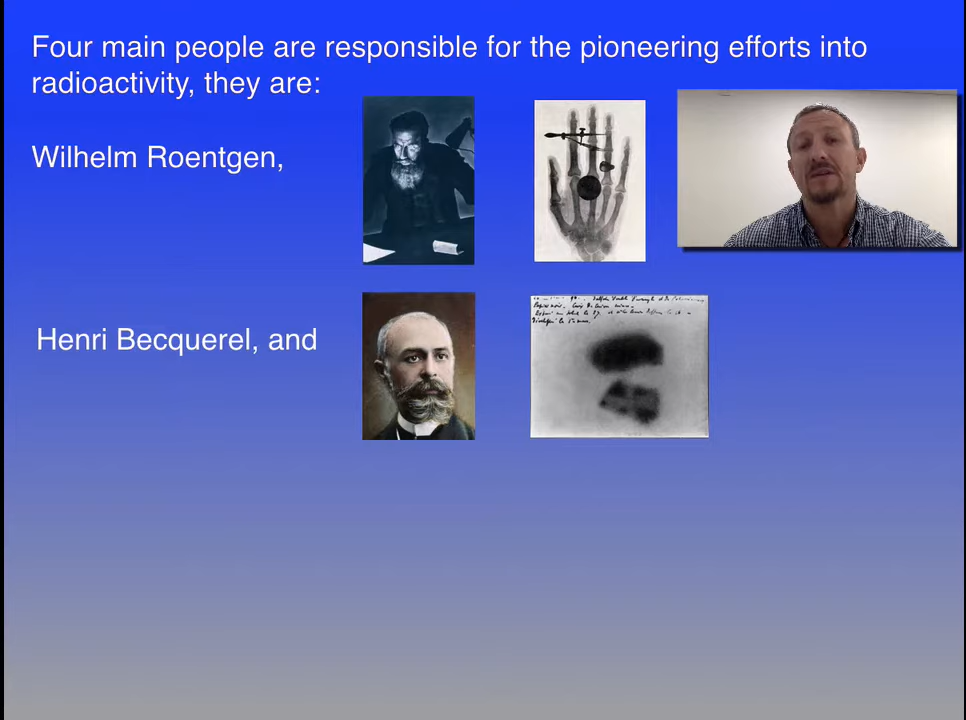 Four main people are responsible for the pioneering efforts into
radioactivity, they are:
Wilhelm Roentgen,
Henri Becquerel, and